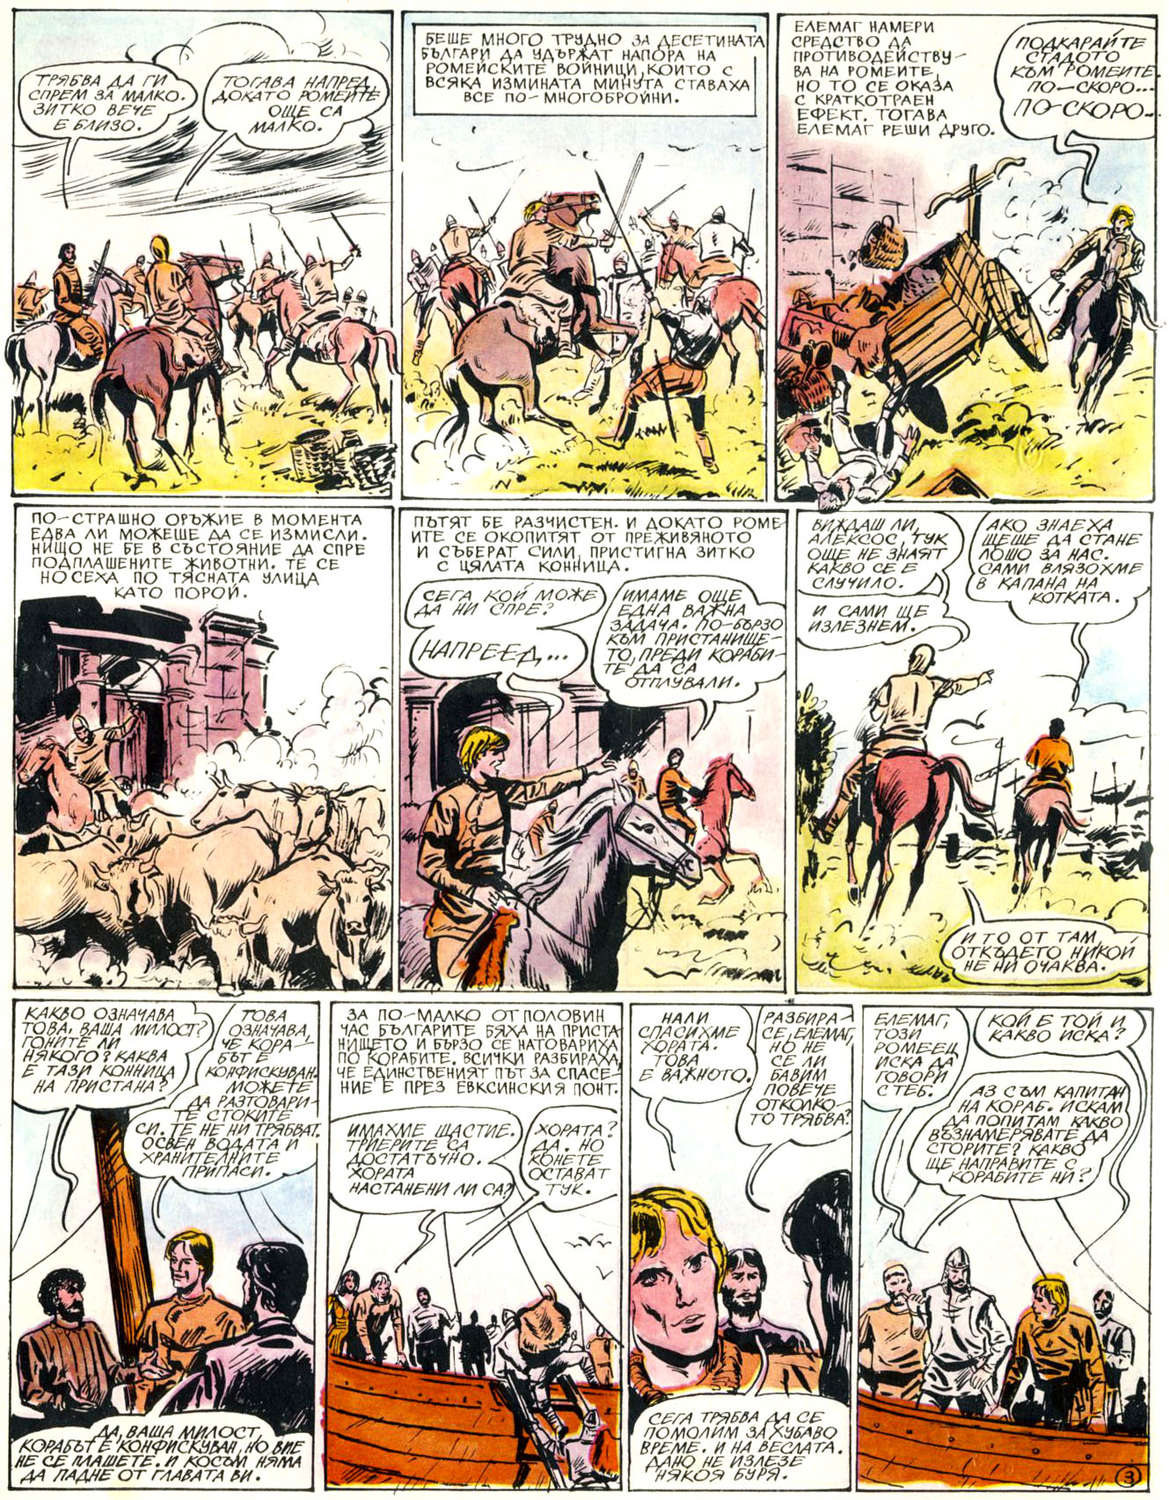 ТРЯБВА ДА ГИ
СПРЕМ ЗА МАЛКО.
ЗИТКО ВЕЧЕ
Е БЛИЗО.
ТОГАВА НАПРЕД,
ДОКАТО РОМЕИТЕ
ОЩЕ СА
МАЛКО.
БЕШЕ МНОГО ТРУДНО ЗА ДЕСЕТИНАТА
БЪЛГАРИ ДА УДЪРЖАТ НАПОРА НА
РОМЕЙСКИТЕ ВОЙНИЦИ, КОИТО С
ВСЯКА ИЗМИНАТА МИНУТА СТАВАХА
ВСЕ ПО-МНОГОБРОЙНИ.
ЕЛЕМАГ НАМЕРИ
СРЕДСТВО ДА
ПРОТИВОДЕЙСТВУ-
ВА НА РОМЕИТЕ,
НО ТО СЕ ОКАЗА
С КРАТКОТРАЕН
ЕФЕКТ. ТОГАВА
ЕЛЕМАГ РЕШИ ДРУГО.
ПОДКАРАЙТЕ
СТАДОТО
КЪМ РОМЕИТЕ.
ПО-СКОРО...
ПО-СКОРО...
ПО-СТРАШНО ОРЪЖИЕ В МОМЕНТА
ЕДВА ЛИ МОЖЕШЕ ДА СЕ ИЗМИСЛИ.
НИЩО НЕ БЕ В СЪСТОЯНИЕ ДА СПРЕ
ПОДПЛАШЕНИТЕ ЖИВОТНИ. ТЕ СЕ
НОСЕХА ПО ТЯСНАТА УЛИЦА
КАТО ПОРОЙ.
ПЪТЯТ БЕ РАЗЧИСТЕН. И ДОКАТО РОМЕ
ИТЕ СЕ ОКОПИТЯТ ОТ ПРЕЖИВЯНОТО
И СЪБЕРАТ СИЛИ, ПРИСТИГНА ЗИТКО
С ЦЯЛАТА КОННИЦА.
СЕГА КОЙ МОЖЕ
ДА НИ СПРЕ?
НАПРЕ-ЕД,...
ИМАМЕ ОЩЕ
ЕДНА ВАЖНА
ЗАДАЧА. ПО-БЪРЗО
КЪМ ПРИСТАНИЩЕ-
ТО, ПРЕДИ КОРАБИ-
ТЕ ДА СА
ОТПЛУВАЛИ.
ВИЖДАШ ЛИ,
АЛЕКСОС, ТУК
ОЩЕ НЕ ЗНАЯТ
КАКВО СЕ Е
СЛУЧИЛО.
И САМИ ЩЕ
ИЗЛЕЗНЕМ.
АКО ЗНАЕХА
ЩЕШЕ ДА СТАНЕ
ЛОШО ЗА НАС.
САМИ ВЛЯЗОХМЕ
В КАПАНА НА
КОТКАТА.
И ТО ОТ ТАМ,
ОТКЪДЕТО НИКОЙ
НЕ НИ ОЧАКВА.
КАКВО ОЗНАЧАВА
ТОВА, ВАША МИЛОСТ?
ГОНИТЕ ЛИ
НЯКОГО? КАКВА
Е ТАЗИ КОННИЦА
НА ПРИСТАНА?
ТОВА
ОЗНАЧАВА,
ЧЕ КОРА-
БЪТ Е
КОНФИСКУВАН.
МОЖЕТЕ
ДА РАЗТОВАРИ-
ТЕ СТОКИТЕ
СИ. ТЕ НЕ НИ ТРЯБВАТ,
ОСВЕН ВОДАТА И
ХРАНИТЕЛНИТЕ
ПРИПАСИ.
ДА, ВАША МИЛОСТ,
КОРАБЪТ Е КОНФИСКУВАН, НО ВИЕ
НЕ СЕ ПЛАШЕТЕ. И КОСЪМ НЯМА
ДА ПАДНЕ ОТ ГЛАВАТА ВИ.
ЗА ПО-МАЛКО ОТ ПОЛОВИН
ЧАС БЪЛГАРИТЕ БЯХА НА ПРИСТА
НИЩЕТО И БЪРЗО СЕ НАТОВАРИХА
ПО КОРАБИТЕ. ВСИЧКИ РАЗБИРАХА,
ЧЕ ЕДИНСТВЕНИЯТ ПЪТ ЗА СПАСЕ-
НИЕ Е ПРЕЗ ЕВКСИНСКИЯ ПОНТ.
ИМАХМЕ ЩАСТИЕ.
ТРИЕРИТЕ СА
ДОСТАТЪЧНО.
ХОРАТА
НАСТАНЕНИ ЛИ СА?
ХОРАТА?
ДА. НО
КОНЕТЕ
ОСТАВАТ
ТУК.
НАЛИ
СПАСИХМЕ
ХОРАТА.
ТОВА
Е ВАЖНОТО.
РАЗБИРА-
СЕ, ЕЛЕМАГ,
НО НЕ
СЕ ЛИ
БАВИМ
ПОВЕЧЕ
ОТКОЛКО-
ТО ТРЯБВА?
СЕГА ТРЯБВА ДА СЕ
ПОМОЛИМ ЗА ХУБАВО
ВРЕМЕ. И НА ВЕСЛАТА.
ДАНО НЕ ИЗЛЕЗЕ
НЯКОЯ БУРЯ.
ЕЛЕМАГ,
ТОЗИ
РОМЕЕЦ
ИСКА ДА
ГОВОРИ
С ТЕБ.
КОЙ Е ТОЙ И
КАКВО ИСКА?
АЗ СЪМ КАПИТАН
НА КОРАБ. ИСКАМ
ДА ПОПИТАМ КАКВО
ВЪЗНАМЕРЯВАТЕ ДА
СТОРИТЕ? КАКВО
ЩЕ НАПРАВИТЕ С
КОРАБИТЕ НИ?
3